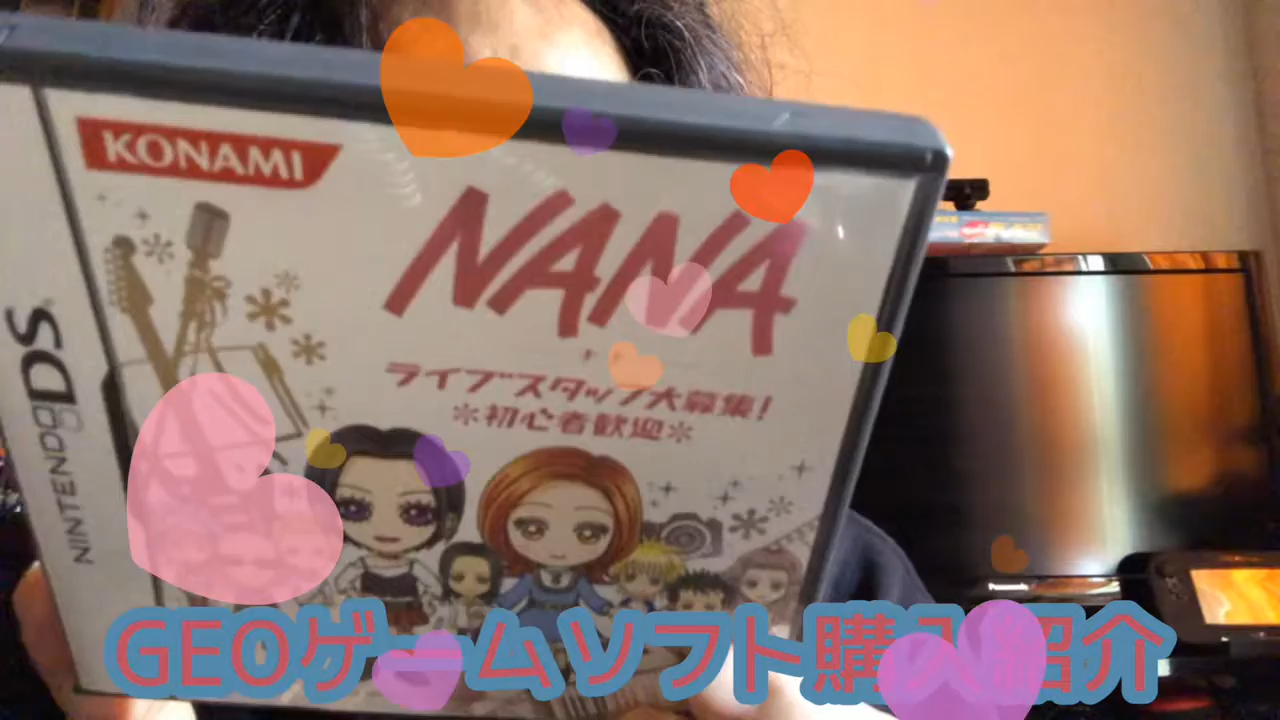 KONAMI
NANA
ライブスタッフ大募集!
＊初心者歓迎＊
NINTENDO DS
GEOゲームソフト購入紹介